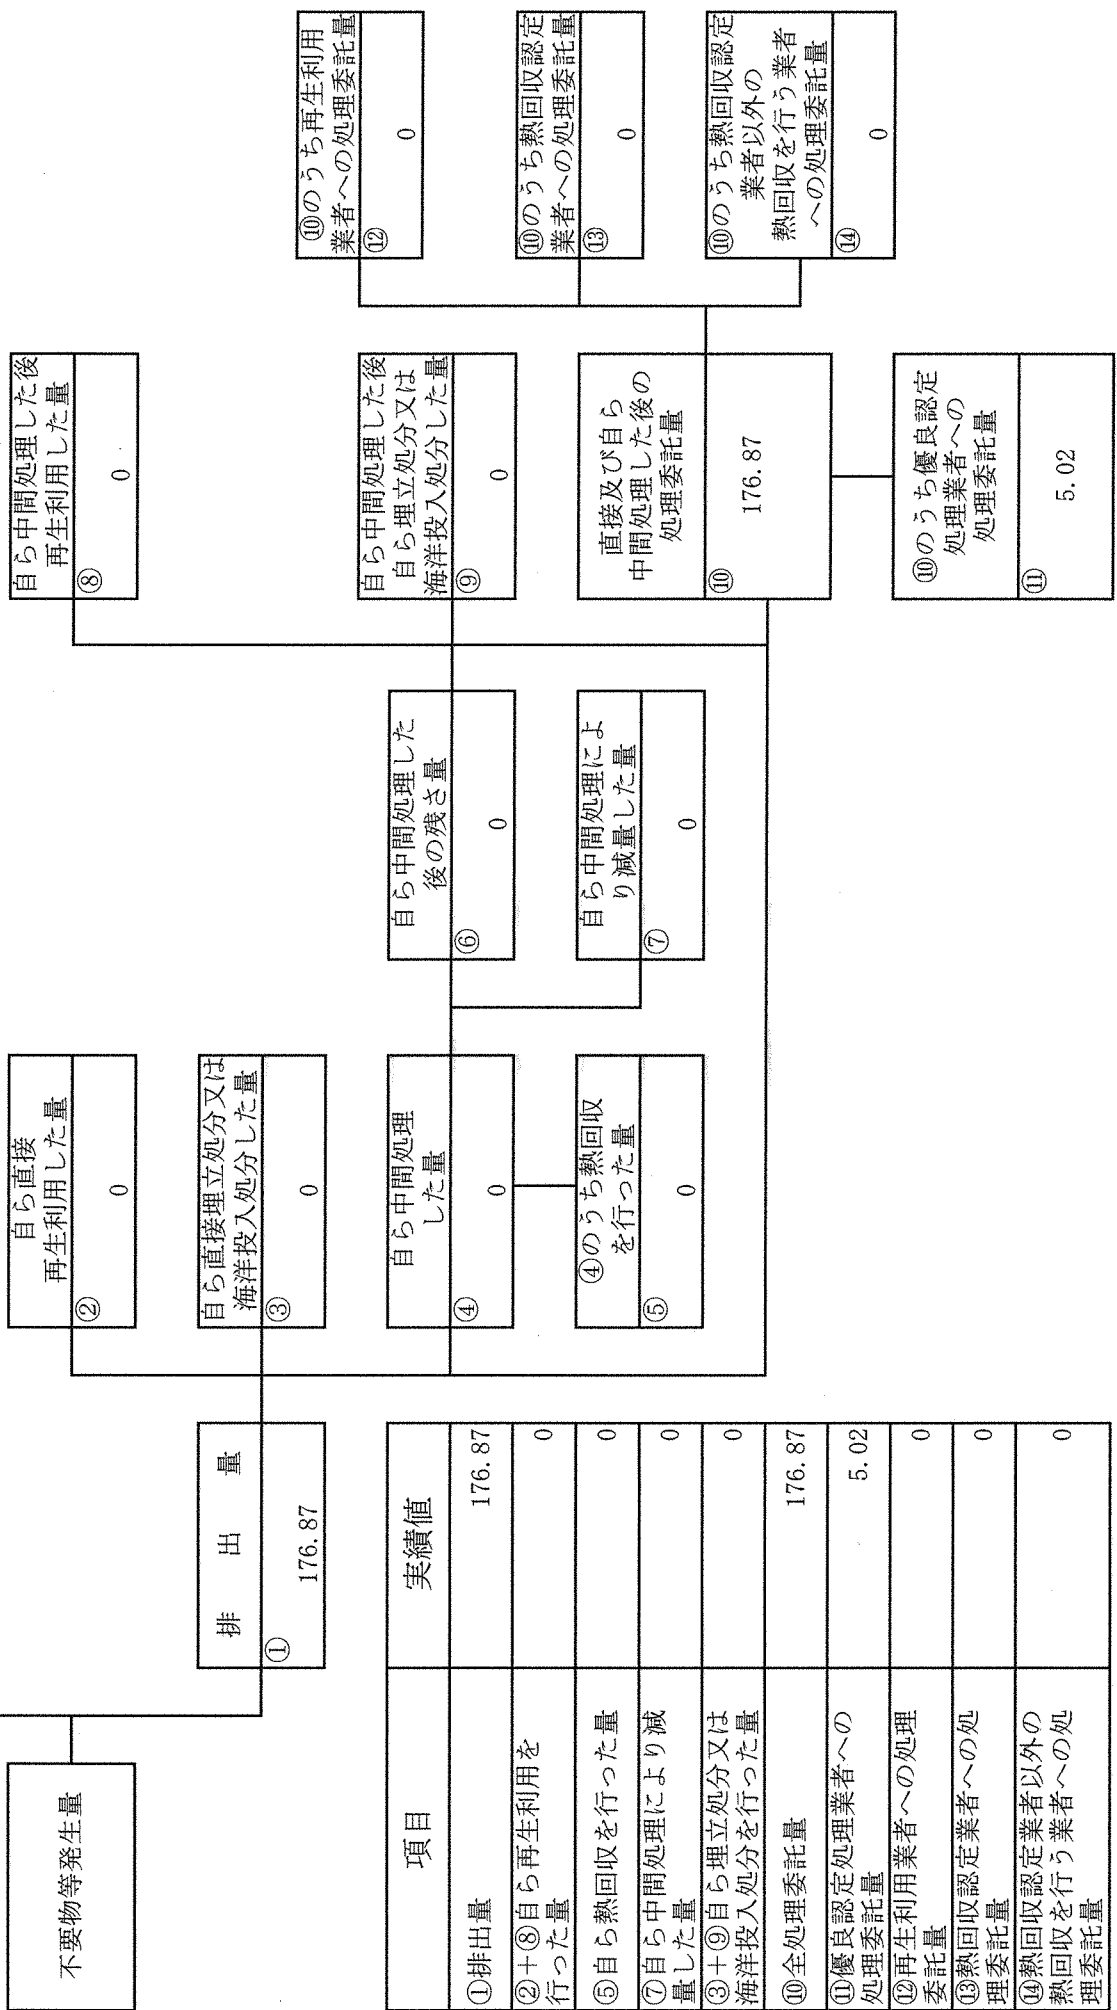 不要物等発生量
排出量
①
176.87
自ら直接
再生利用した量
②
0
自ら直接埋立処分又は
海洋投入処分した量
③
0
自ら中間処理
した量
④
0
④のうち熱回収
を行った量
⑤
0
自ら中間処理した
後の残さ量
⑥
0
自ら中間処理によ
り減量した量
⑦
0
自ら中間処理した後
再生利用した量
⑧
0
自ら中間処理した後
自ら埋立処分又は
海洋投入処分した量
⑨
0
直接及び自ら
中間処理した後の
処理委託量
⑩
176.87
⑩のうち優良認定
処理業者への
処理委託量
⑪
5.02
⑩のうち再生利用
業者への処理委託量
⑫
0
⑩のうち熱回収認定
業者への処理委託量
⑬
0
⑩のうち熱回収認定
業者以外の
熱回収を行う業者
への処理委託量
⑭
0
項目 実績値
①排出量 176.87
②+⑧自ら再生利用を
行った量 0
⑤自ら熱回収を行った量 0
⑦自ら中間処理により減
量した量 0
③+⑨自ら埋立処分又は
海洋投入処分を行った量 0
⑩全処理委託量 176.87
⑪優良認定処理業者への
処理委託量 5.02
⑫再生利用業者への処理
委託量 0
⑬熱回収認定業者への処
理委託量 0
⑭熱回収認定業者以外の
熱回収を行う業者への処
理委託量 0